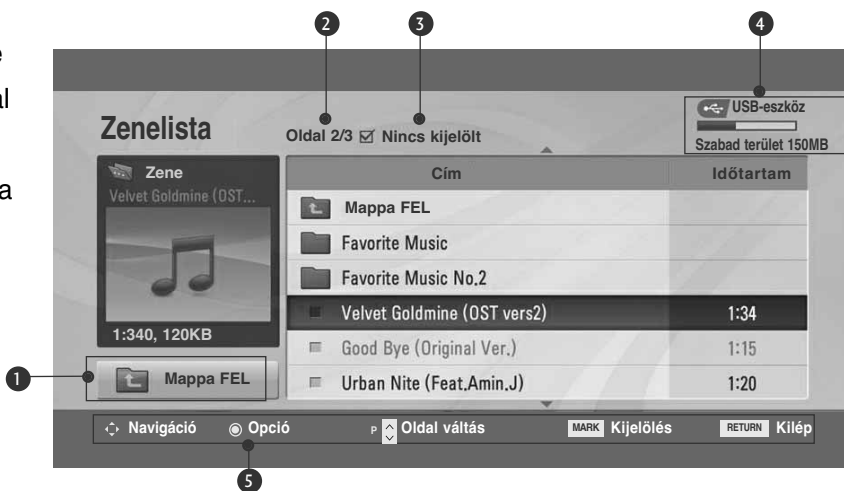 2 3 4
e
al
a
Zenelista
Oldal 2/3 Nincs kijelölt
USB-eszköz
Szabad terület 150MB
Zene
Velvet Goldmine (OST...
1:340, 120KB
1 Mappa FEL
Cím Időtartam
Mappa FEL
Favorite Music
Favorite Music No.2
Velvet Goldmine (OST vers2) 1:34
Good Bye (Original Ver.) 1:15
Urban Nite (Feat.Amin.J) 1:20
Navigáció Opció P Oldal váltás MARK Kijelölés RETURN Kilép
5